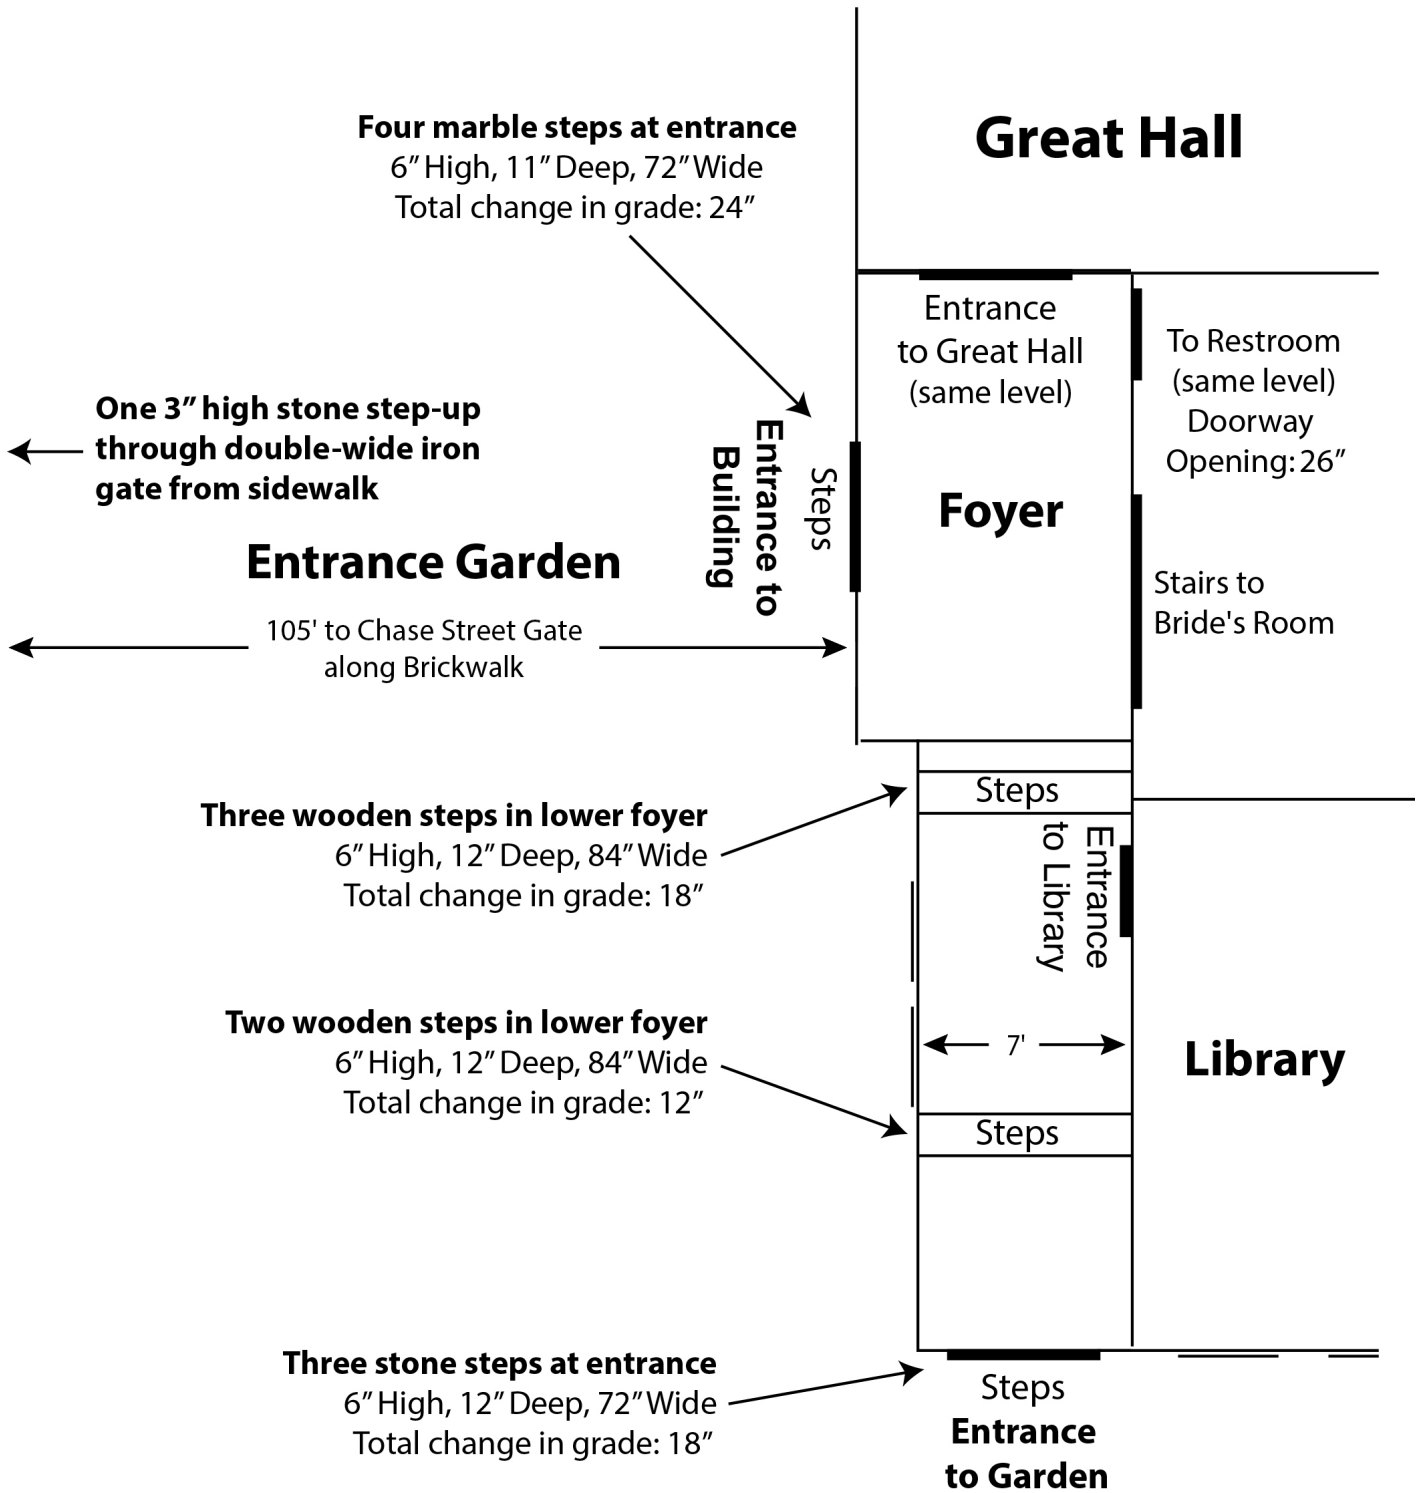 Four marble steps at entrance
6” High, 11” Deep, 72” Wide
Total change in grade: 24”
Great Hall
Entrance
to Great Hall
(same level)
To Restroom
(same level)
Doorway
Opening: 26”
One 3” high stone step-up
through double-wide iron
gate from sidewalk
Entrance to
Building
Steps
Foyer
Entrance Garden
105' to Chase Street Gate
along Brickwalk
Stairs to
Bride's Room
Steps
Three wooden steps in lower foyer
6” High, 12” Deep, 84” Wide
Total change in grade: 18”
Entrance
to Library
Two wooden steps in lower foyer
6” High, 12” Deep, 84” Wide
Total change in grade: 12”
7'
Library
Steps
Three stone steps at entrance
6” High, 12” Deep, 72” Wide
Total change in grade: 18”
Steps
Entrance
to Garden